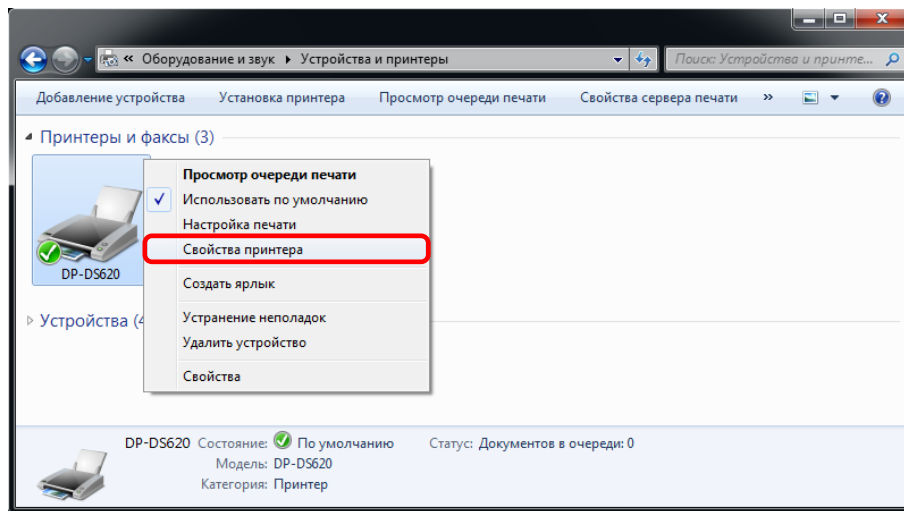 « Оборудование и звук ▸ Устройства и принтеры
Поиск: Устройства и принте...
Добавление устройства Установка принтера Просмотр очереди печати Свойства сервера печати »
Принтеры и факсы (3)
DP-DS620
Просмотр очереди печати
Использовать по умолчанию
Настройка печати
Свойства принтера
Создать ярлык
Устранение неполадок
Удалить устройство
Свойства
Устройства (4
DP-DS620 Состояние: По умолчанию Статус: Документов в очереди: 0
Модель: DP-DS620
Категория: Принтер